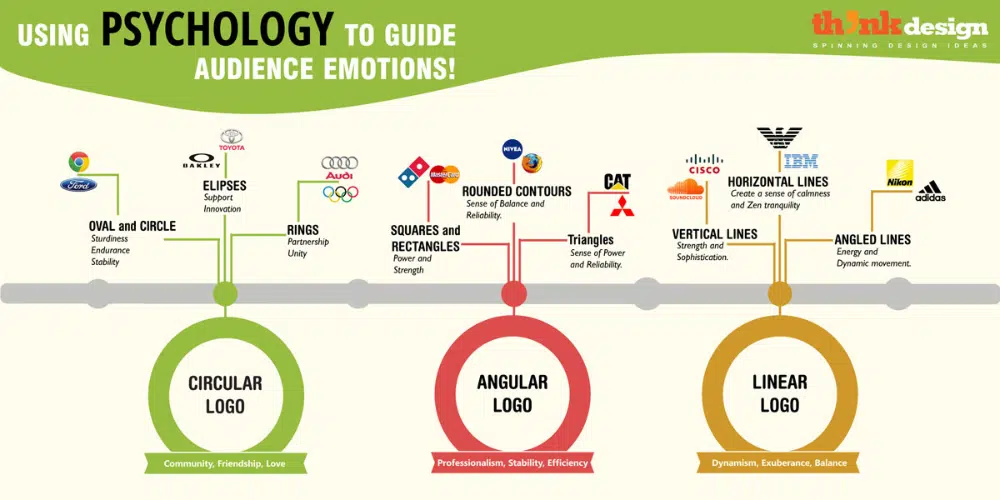 USING PSYCHOLOGY TO GUIDE
AUDIENCE EMOTIONS!
th'nk design
SPINNING DESIGN IDEAS
Ford
OVAL and CIRCLE
Sturdiness
Endurance
Stability
TOYOTA
OAKLEY
ELIPSES
Support
Innovation
Audi
RINGS
Partnership
Unity
MasterCard
SQUARES and
RECTANGLES
Power and
Strength
NIVEA
ROUNDED CONTOURS
Sense of Balance and
Reliability.
CAT
Triangles
Sense of Power
and Reliability.
CISCO
SOUNDCLOUD
VERTICAL LINES
Strength and
Sophistication.
IBM
HORIZONTAL LINES
Create a sense of calmness
and Zen tranquility
Nikon
adidas
ANGLED LINES
Energy and
Dynamic movement.
CIRCULAR
LOGO
Community, Friendship, Love
ANGULAR
LOGO
Professionalism, Stability, Efficiency
LINEAR
LOGO
Dynamism, Exuberance, Balance